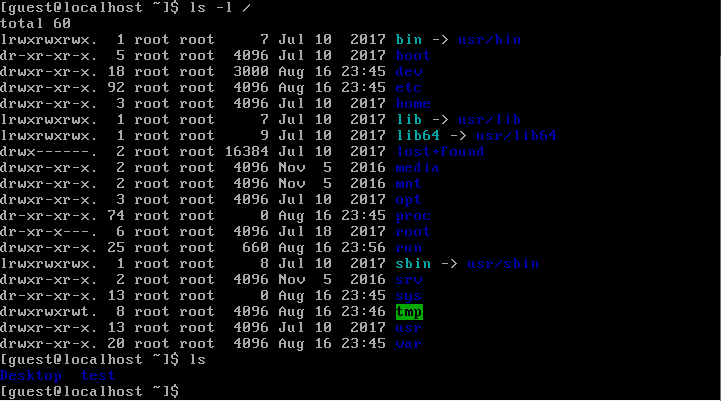 [guest@localhost ~]$ ls -l /
total 60
lrwxrwxrwx.  1 root root     7 Jul 10  2017 bin -> usr/bin
dr-xr-xr-x.  5 root root  4096 Jul 10  2017 boot
drwxr-xr-x. 18 root root  3000 Aug 16 23:45 dev
drwxr-xr-x. 92 root root  4096 Aug 16 23:45 etc
drwxr-xr-x.  3 root root  4096 Jul 10  2017 home
lrwxrwxrwx.  1 root root     7 Jul 10  2017 lib -> usr/lib
lrwxrwxrwx.  1 root root     9 Jul 10  2017 lib64 -> usr/lib64
drwx------.  2 root root 16384 Jul 10  2017 lost+found
drwxr-xr-x.  2 root root  4096 Nov  5  2016 media
drwxr-xr-x.  2 root root  4096 Nov  5  2016 mnt
drwxr-xr-x.  3 root root  4096 Jul 10  2017 opt
dr-xr-xr-x. 74 root root     0 Aug 16 23:45 proc
dr-xr-x---.  6 root root  4096 Jul 18  2017 root
drwxr-xr-x. 25 root root   660 Aug 16 23:56 run
lrwxrwxrwx.  1 root root     8 Jul 10  2017 sbin -> usr/sbin
drwxr-xr-x.  2 root root  4096 Nov  5  2016 srv
dr-xr-xr-x. 13 root root     0 Aug 16 23:45 sys
drwxrwxrwt.  8 root root  4096 Aug 16 23:46 tmp
drwxr-xr-x. 13 root root  4096 Jul 10  2017 usr
drwxr-xr-x. 20 root root  4096 Aug 16 23:45 var
[guest@localhost ~]$ ls
Desktop  test
[guest@localhost ~]$